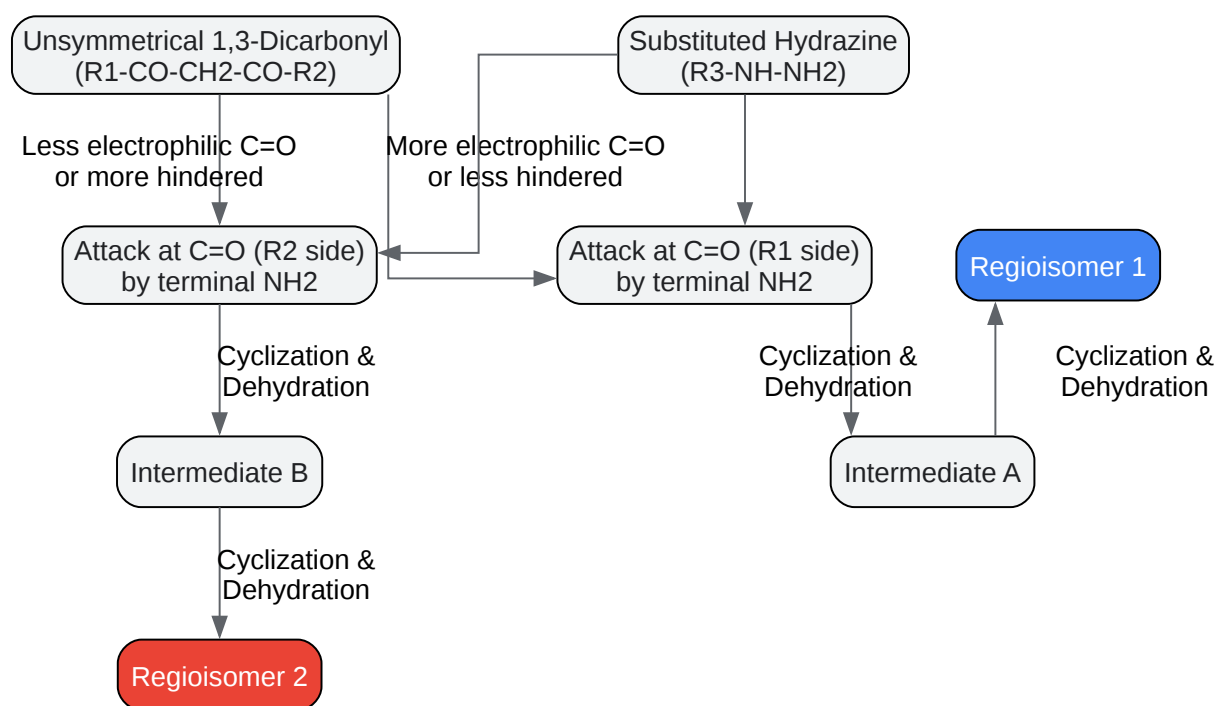 Unsymmetrical 1,3-Dicarbonyl
(R1-CO-CH2-CO-R2)
Substituted Hydrazine
(R3-NH-NH2)
Less electrophilic C=O
or more hindered
More electrophilic C=O
or less hindered
Attack at C=O (R2 side)
by terminal NH2
Attack at C=O (R1 side)
by terminal NH2
Regioisomer 1
Cyclization &
Dehydration
Cyclization &
Dehydration
Cyclization &
Dehydration
Intermediate B
Intermediate A
Cyclization &
Dehydration
Regioisomer 2